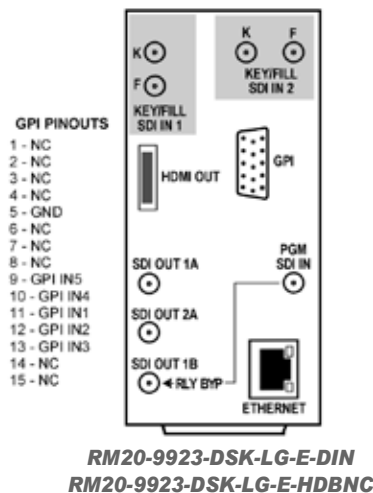 K
F
KEY/FILL
SDI IN 1
K F
KEY/FILL
SDI IN 2
GPI PINOUTS
1 - NC
2 - NC
3 - NC
4 - NC
5 - GND
6 - NC
7 - NC
8 - NC
9 - GPI IN5
10 - GPI IN4
11 - GPI IN1
12 - GPI IN2
13 - GPI IN3
14 - NC
15 - NC
HDMI OUT
GPI
SDI OUT 1A
PGM
SDI IN
SDI OUT 2A
SDI OUT 1B
RLY BYP
ETHERNET
RM20-9923-DSK-LG-E-DIN
RM20-9923-DSK-LG-E-HDBNC